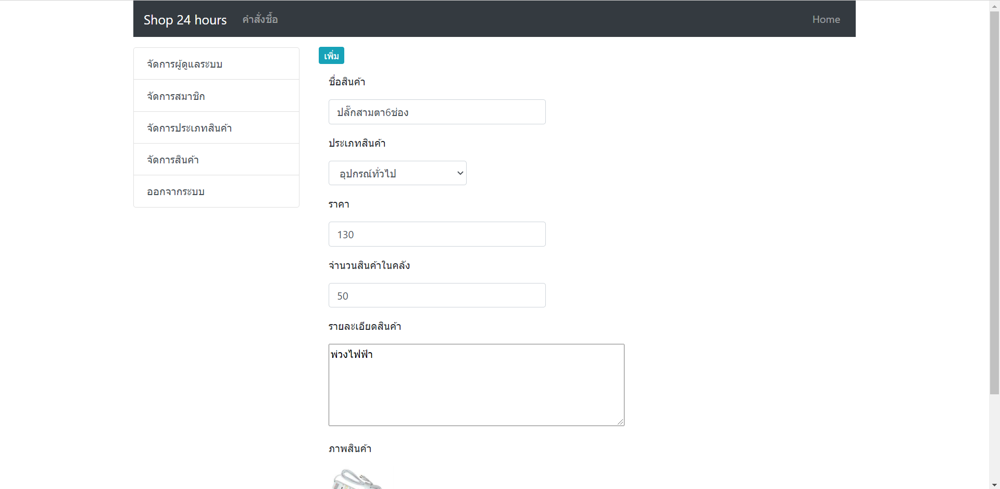 Shop 24 hours คำสั่งซื้อ Home
จัดการผู้ดูแลระบบ
จัดการสมาชิก
จัดการประเภทสินค้า
จัดการสินค้า
ออกจากระบบ
เพิ่ม
ชื่อสินค้า
ปลั๊กสามตา6ช่อง
ประเภทสินค้า
อุปกรณ์ทั่วไป
ราคา
130
จำนวนสินค้าในคลัง
50
รายละเอียดสินค้า
พ่วงไฟฟ้า
ภาพสินค้า